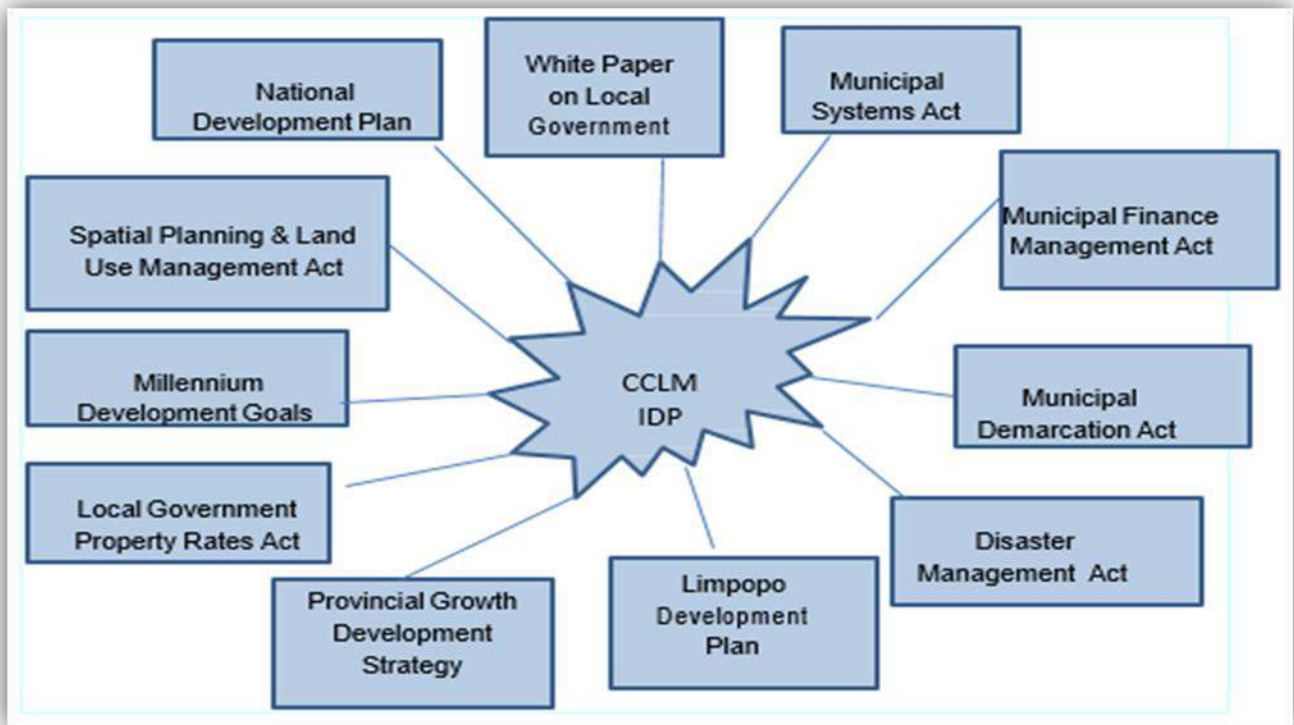 National
Development Plan
White Paper
on Local
Government
Municipal
Systems Act
Spatial Planning & Land
Use Management Act
Municipal Finance
Management Act
Millennium
Development Goals
CCLM
IDP
Municipal
Demarcation Act
Local Government
Property Rates Act
Disaster
Management Act
Provincial Growth
Development
Strategy
Limpopo
Development
Plan